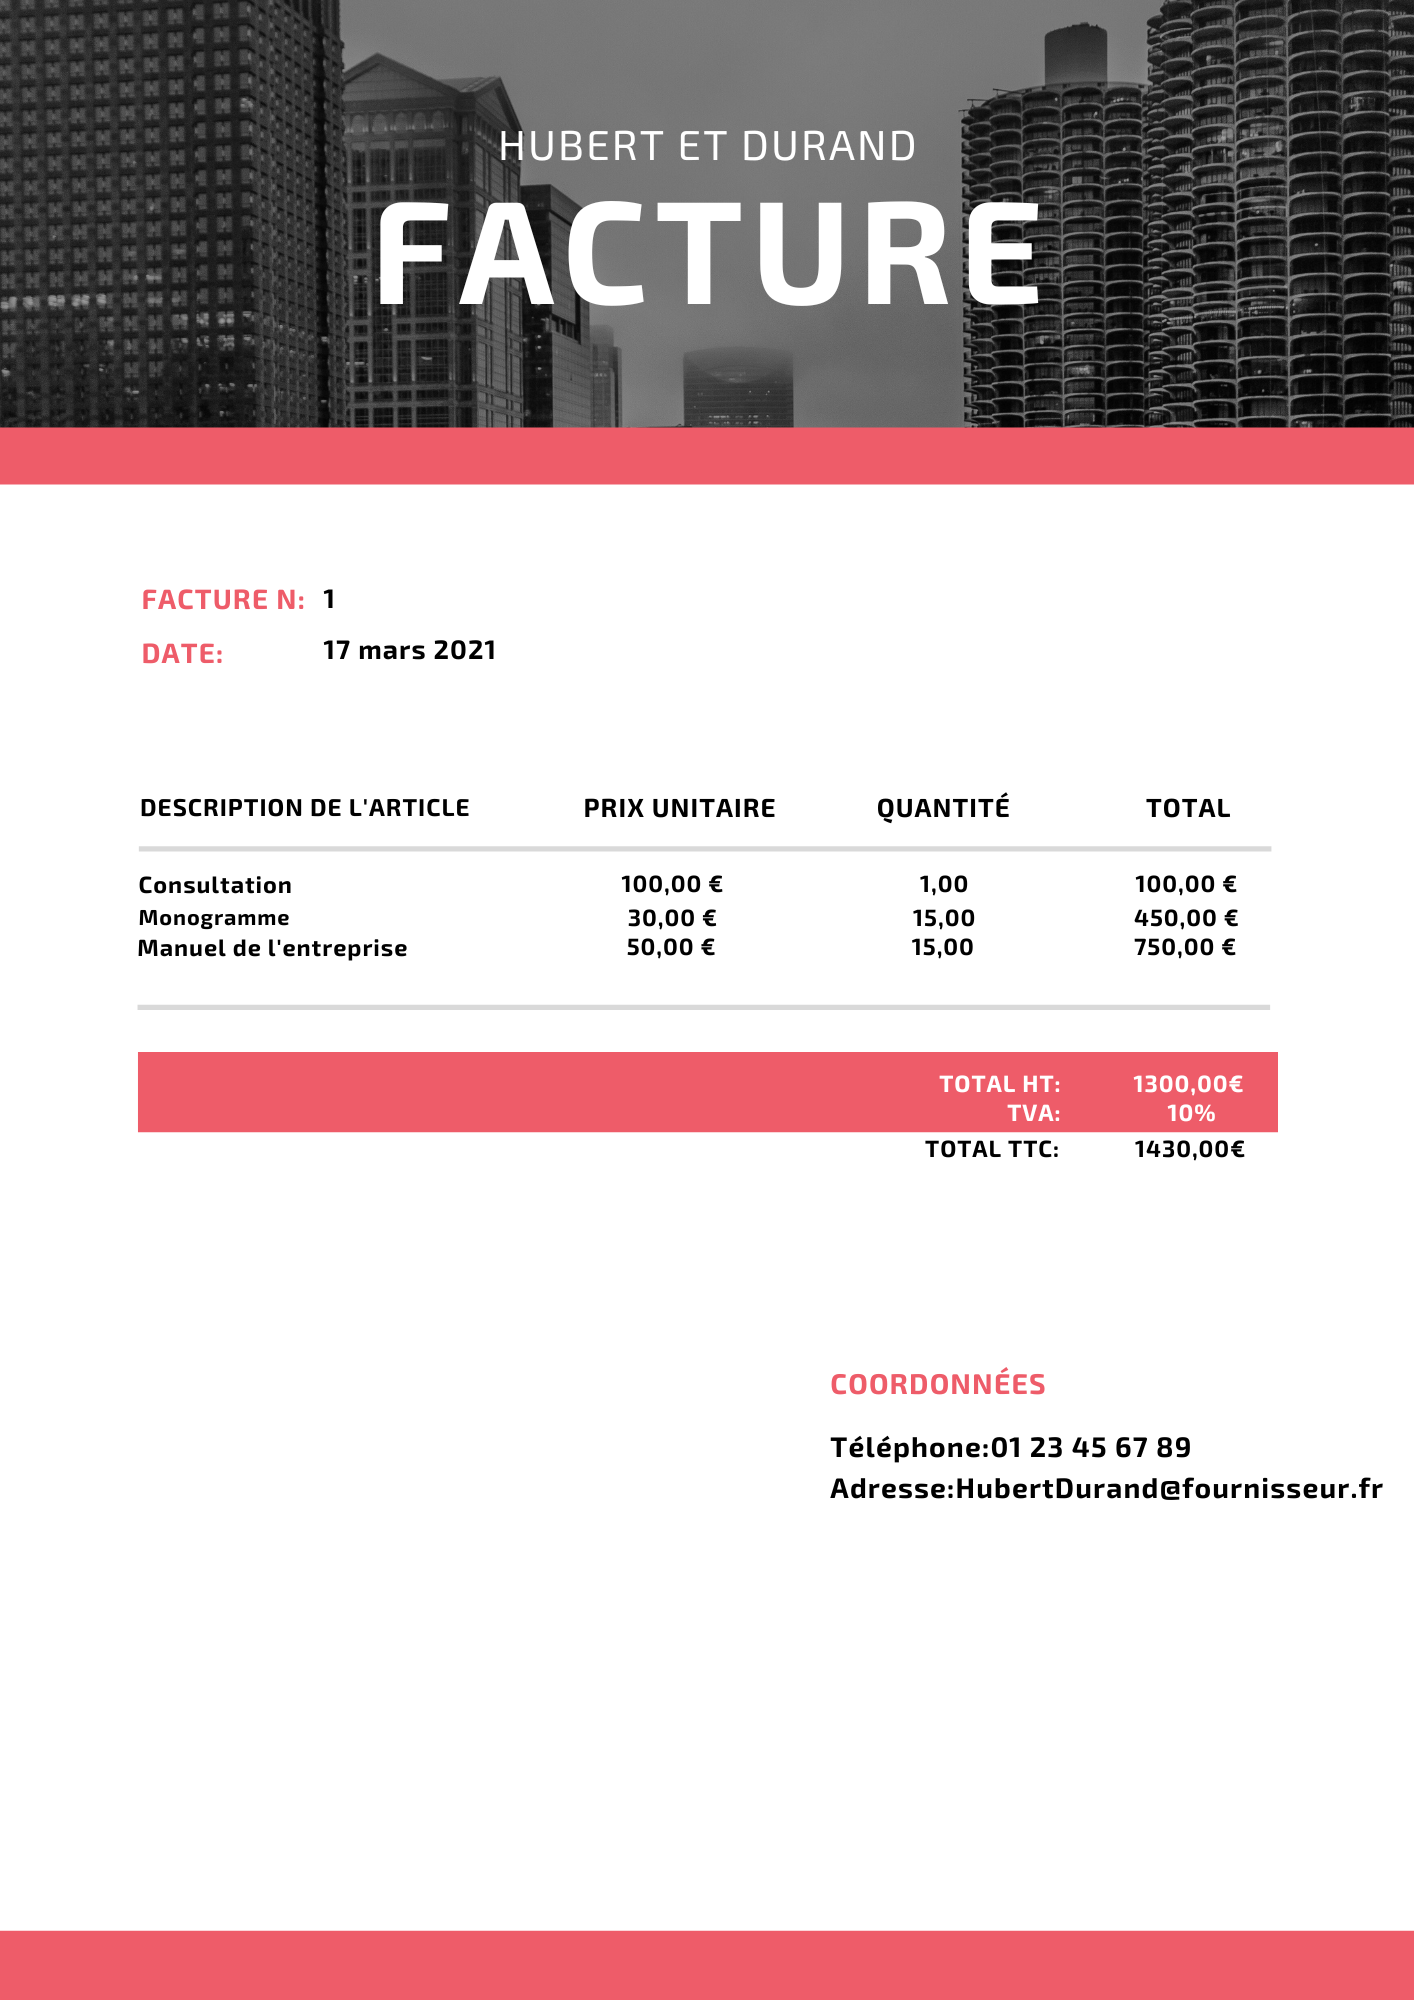 HUBERT ET DURAND
FACTURE
FACTURE N: 1
DATE: 17 mars 2021
DESCRIPTION DE L'ARTICLE PRIX UNITAIRE QUANTITÉ TOTAL
Consultation 100,00 € 1,00 100,00 €
Monogramme 30,00 € 15,00 450,00 €
Manuel de l'entreprise 50,00 € 15,00 750,00 €
TOTAL HT: 1300,00€
TVA: 10%
TOTAL TTC: 1430,00€
COORDONNÉES
Téléphone:01 23 45 67 89
Adresse:HubertDurand@fournisseur.fr